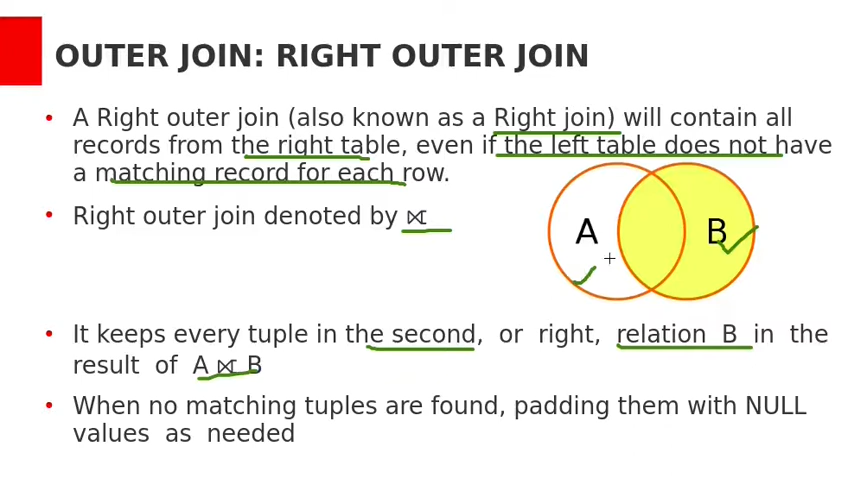 OUTER JOIN: RIGHT OUTER JOIN
• A Right outer join (also known as a Right join) will contain all
records from the right table, even if the left table does not have
a matching record for each row.
• Right outer join denoted by ⟖
A B
• It keeps every tuple in the second, or right, relation B in the
result of A ⟖ B
• When no matching tuples are found, padding them with NULL
values as needed